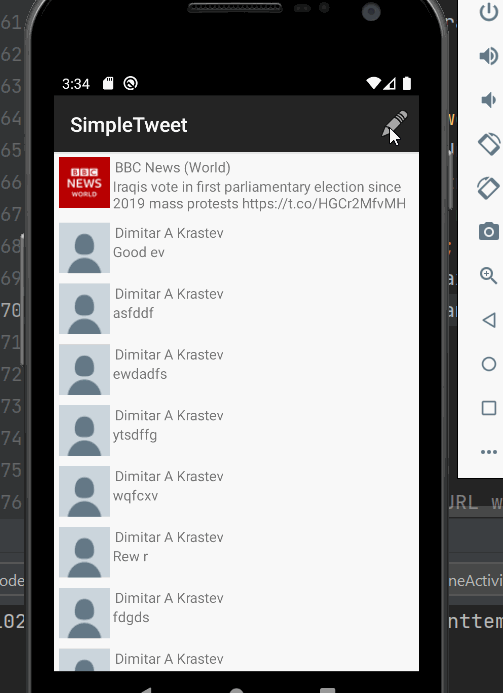 61
62
63
64
65
66
67
68
69
70
71
72
73
74
75
76
3:34
SimpleTweet
BBC
NEWS
WORLD
BBC News (World)
Iraqis vote in first parliamentary election since
2019 mass protests https://t.co/HGCr2MfvMH
Dimitar A Krastev
Good ev
Dimitar A Krastev
asfddf
Dimitar A Krastev
ewdadfs
Dimitar A Krastev
ytsdffg
Dimitar A Krastev
wqfcxv
Dimitar A Krastev
Rew r
Dimitar A Krastev
fdgds
Dimitar A Krastev
URL w
ode
neActivi
102
nttem